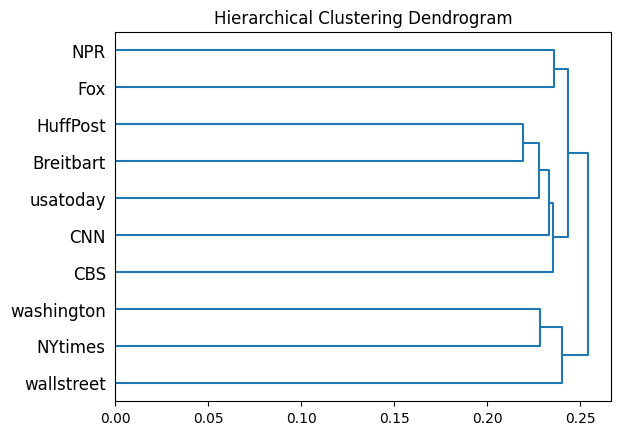 Hierarchical Clustering Dendrogram
NPR
Fox
HuffPost
Breitbart
usatoday
CNN
CBS
washington
NYtimes
wallstreet
0.00 0.05 0.10 0.15 0.20 0.25